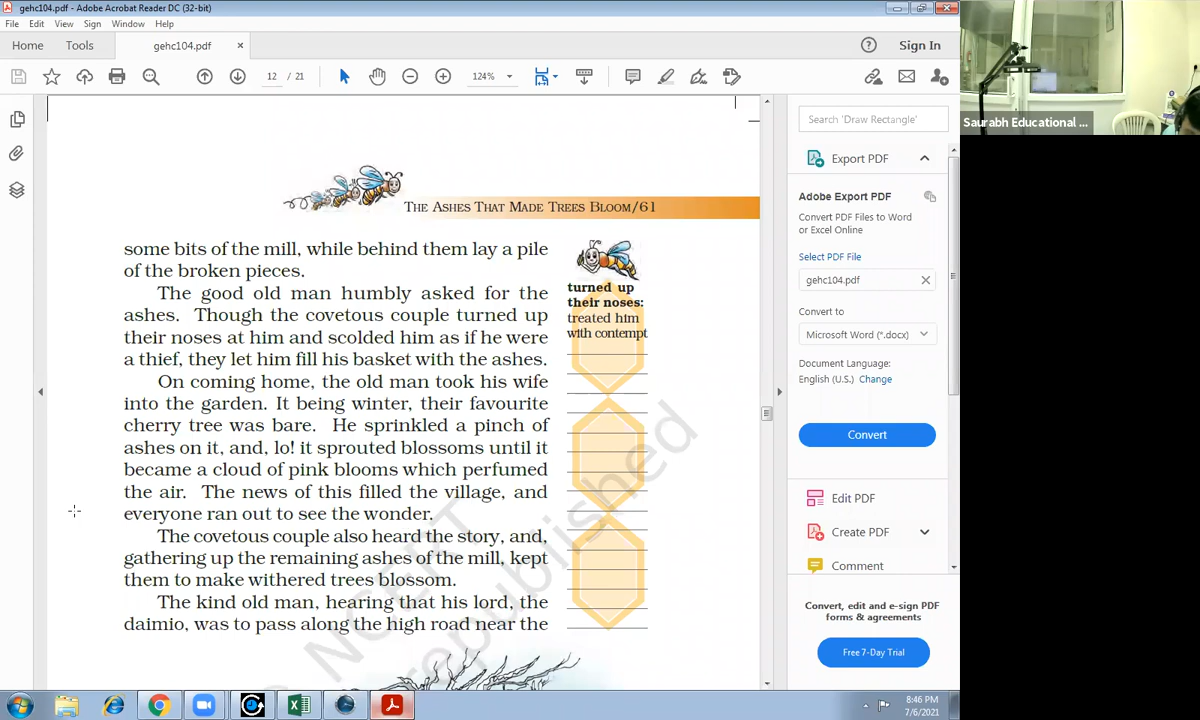 gehc104.pdf - Adobe Acrobat Reader DC (32-bit)
File Edit View Sign Window Help
Home Tools gehc104.pdf × Sign In
12 / 21 124%
THE ASHES THAT MADE TREES BLOOM/61
some bits of the mill, while behind them lay a pile
of the broken pieces.
The good old man humbly asked for the
ashes. Though the covetous couple turned up
their noses at him and scolded him as if he were
a thief, they let him fill his basket with the ashes.
On coming home, the old man took his wife
into the garden. It being winter, their favourite
cherry tree was bare. He sprinkled a pinch of
ashes on it, and, lo! it sprouted blossoms until it
became a cloud of pink blooms which perfumed
the air. The news of this filled the village, and
everyone ran out to see the wonder.
The covetous couple also heard the story, and,
gathering up the remaining ashes of the mill, kept
them to make withered trees blossom.
The kind old man, hearing that his lord, the
daimio, was to pass along the high road near the
turned up
their noses:
treated him
with contempt
NCERT
republished
Search 'Draw Rectangle'
Export PDF
Adobe Export PDF
Convert PDF Files to Word
or Excel Online
Select PDF File
gehc104.pdf
Convert to
Microsoft Word (*.docx)
Document Language:
English (U.S.) Change
Convert
Edit PDF
Create PDF
Comment
Convert, edit and e-sign PDF
forms & agreements
Free 7-Day Trial
Saurabh Educational ...
8:46 PM
7/6/2021